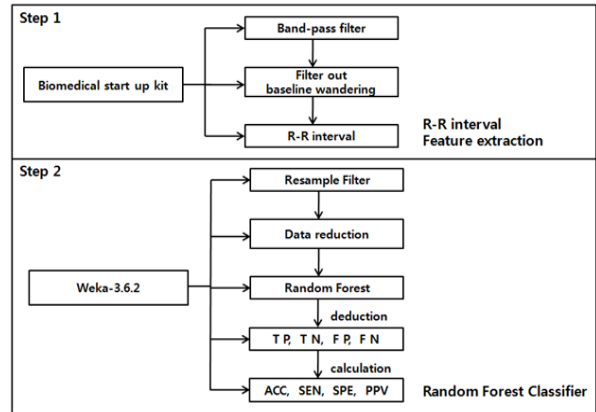 Step 1
Band-pass filter
Biomedical start up kit
Filter out
baseline wandering
R-R interval
R-R interval
Feature extraction
Step 2
Resample Filter
Data reduction
Weka-3.6.2
Random Forest
deduction
T P, T N, F P, F N
calculation
ACC, SEN, SPE, PPV
Random Forest Classifier